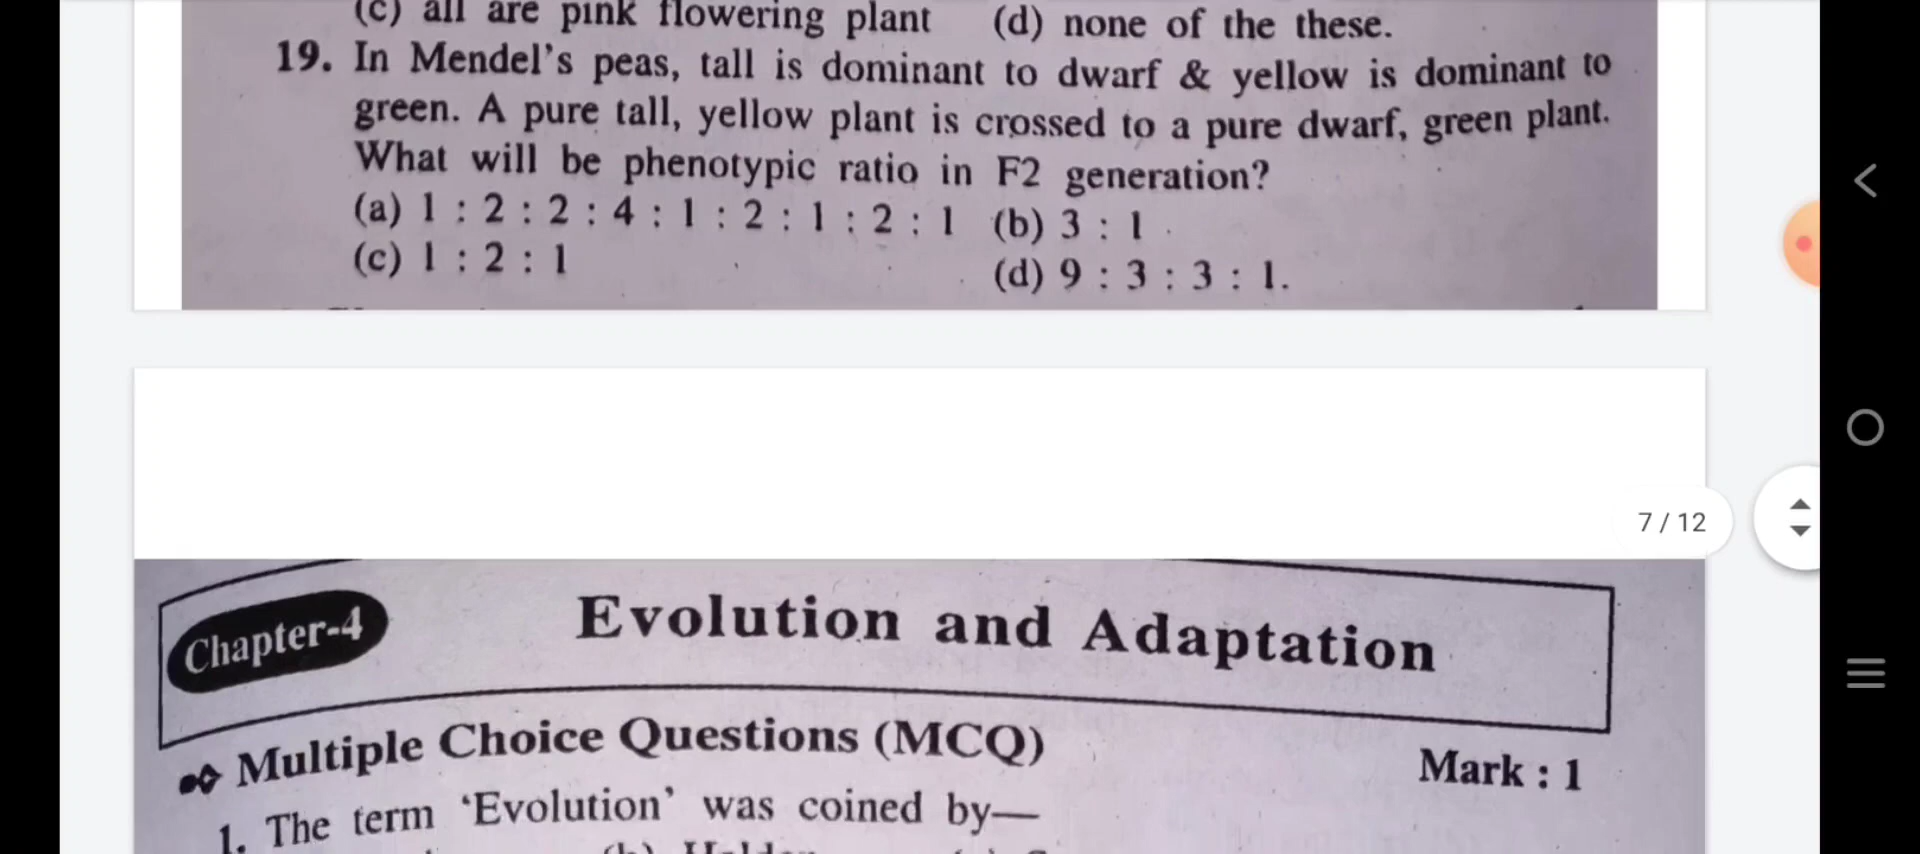 (c) all are pink flowering plant (d) none of the these.
19. In Mendel's peas, tall is dominant to dwarf & yellow is dominant to
green. A pure tall, yellow plant is crossed to a pure dwarf, green plant.
What will be phenotypic ratio in F2 generation?
(a) 1 : 2 : 2 : 4 : 1 : 2 : 1 : 2 : 1 (b) 3 : 1
(c) 1 : 2 : 1 (d) 9 : 3 : 3 : 1.
7 / 12
Chapter-4 Evolution and Adaptation
Multiple Choice Questions (MCQ) Mark : 1
1. The term 'Evolution' was coined by—